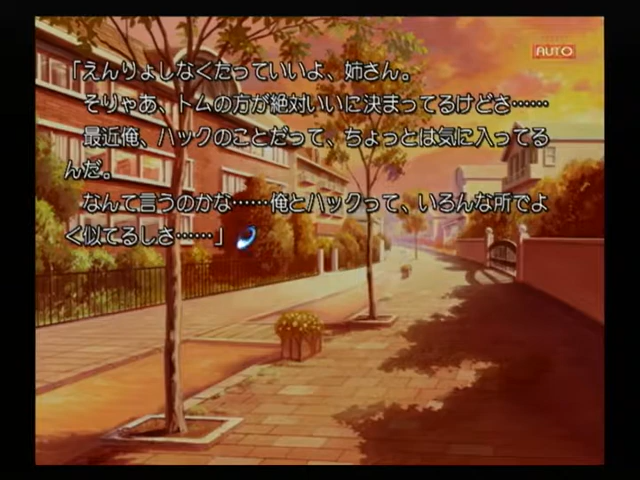 AUTO
「えんりょしなくたっていいよ、姉さん。
そりゃあ、トムの方が絶対いいに決まってるけどさ……
最近俺、ハックのことだって、ちょっとは気に入ってる
んだ。
なんて言うのかな……俺とハックって、いろんな所でよ
く似てるしさ……」